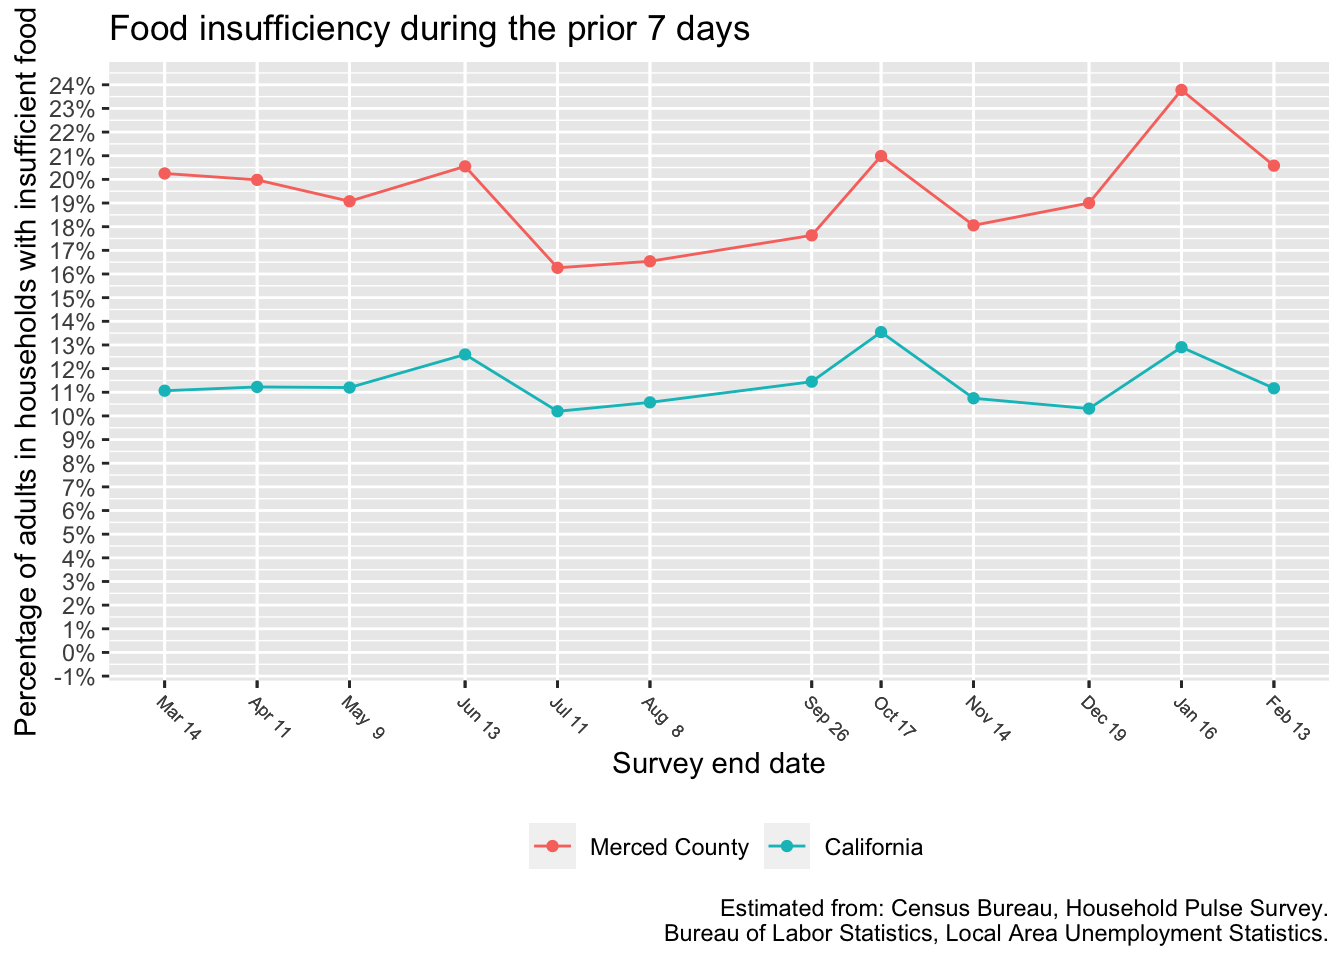 Food insufficiency during the prior 7 days
Percentage of adults in households with insufficient food
24%
23%
22%
21%
20%
19%
18%
17%
16%
15%
14%
13%
12%
11%
10%
9%
8%
7%
6%
5%
4%
3%
2%
1%
0%
-1%
Mar 14
Apr 11
May 9
Jun 13
Jul 11
Aug 8
Sep 26
Oct 17
Nov 14
Dec 19
Jan 16
Feb 13
Survey end date
Merced County
California
Estimated from: Census Bureau, Household Pulse Survey.
Bureau of Labor Statistics, Local Area Unemployment Statistics.